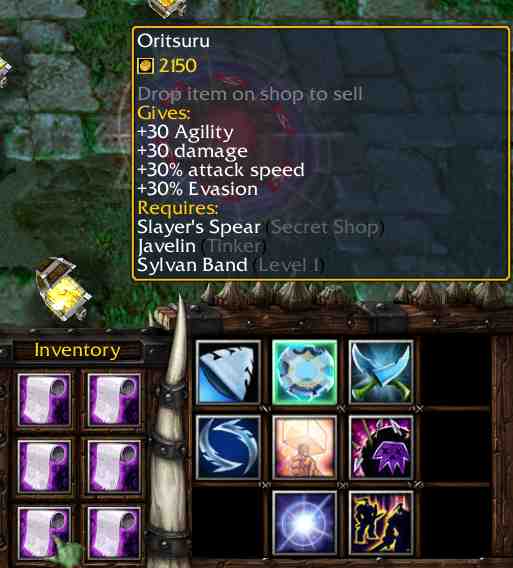 Oritsuru
2150
Drop item on shop to sell
Gives:
+30 Agility
+30 damage
+30% attack speed
+30% Evasion
Requires:
Slayer's Spear (Secret Shop)
Javelin (Tinker)
Sylvan Band (Level I)
Inventory